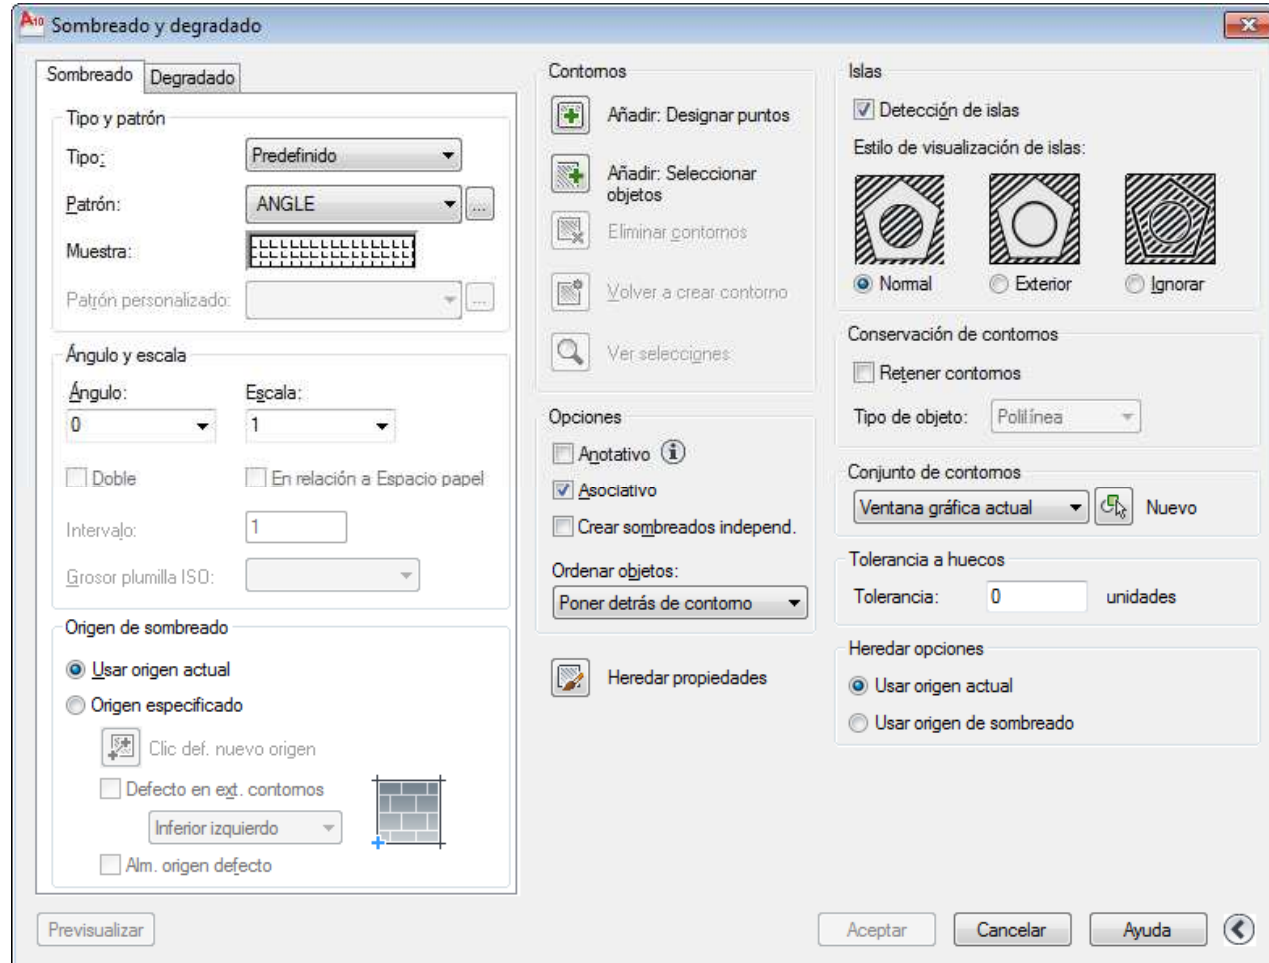 A10 Sombreado y degradado
Sombreado
Degradado
Tipo y patrón
Tipo:
Predefinido
Patrón:
ANGLE
...
Muestra:
Patrón personalizado:
...
Ángulo y escala
Ángulo:
Escala:
0
1
Doble
En relación a Espacio papel
Intervalo:
1
Grosor plumilla ISO:
Origen de sombreado
Usar origen actual
Origen especificado
Clic def. nuevo origen
Defecto en ext. contornos
Inferior izquierdo
Alm. origen defecto
Contornos
Añadir: Designar puntos
Añadir: Seleccionar
objetos
Eliminar contornos
Volver a crear contorno
Ver selecciones
Opciones
Anotativo
Asociativo
Crear sombreados independ.
Ordenar objetos:
Poner detrás de contorno
Heredar propiedades
Islas
Detección de islas
Estilo de visualización de islas:
Normal
Exterior
Ignorar
Conservación de contornos
Retener contornos
Tipo de objeto:
Polilínea
Conjunto de contornos
Ventana gráfica actual
Nuevo
Tolerancia a huecos
Tolerancia:
0
unidades
Heredar opciones
Usar origen actual
Usar origen de sombreado
Previsualizar
Aceptar
Cancelar
Ayuda